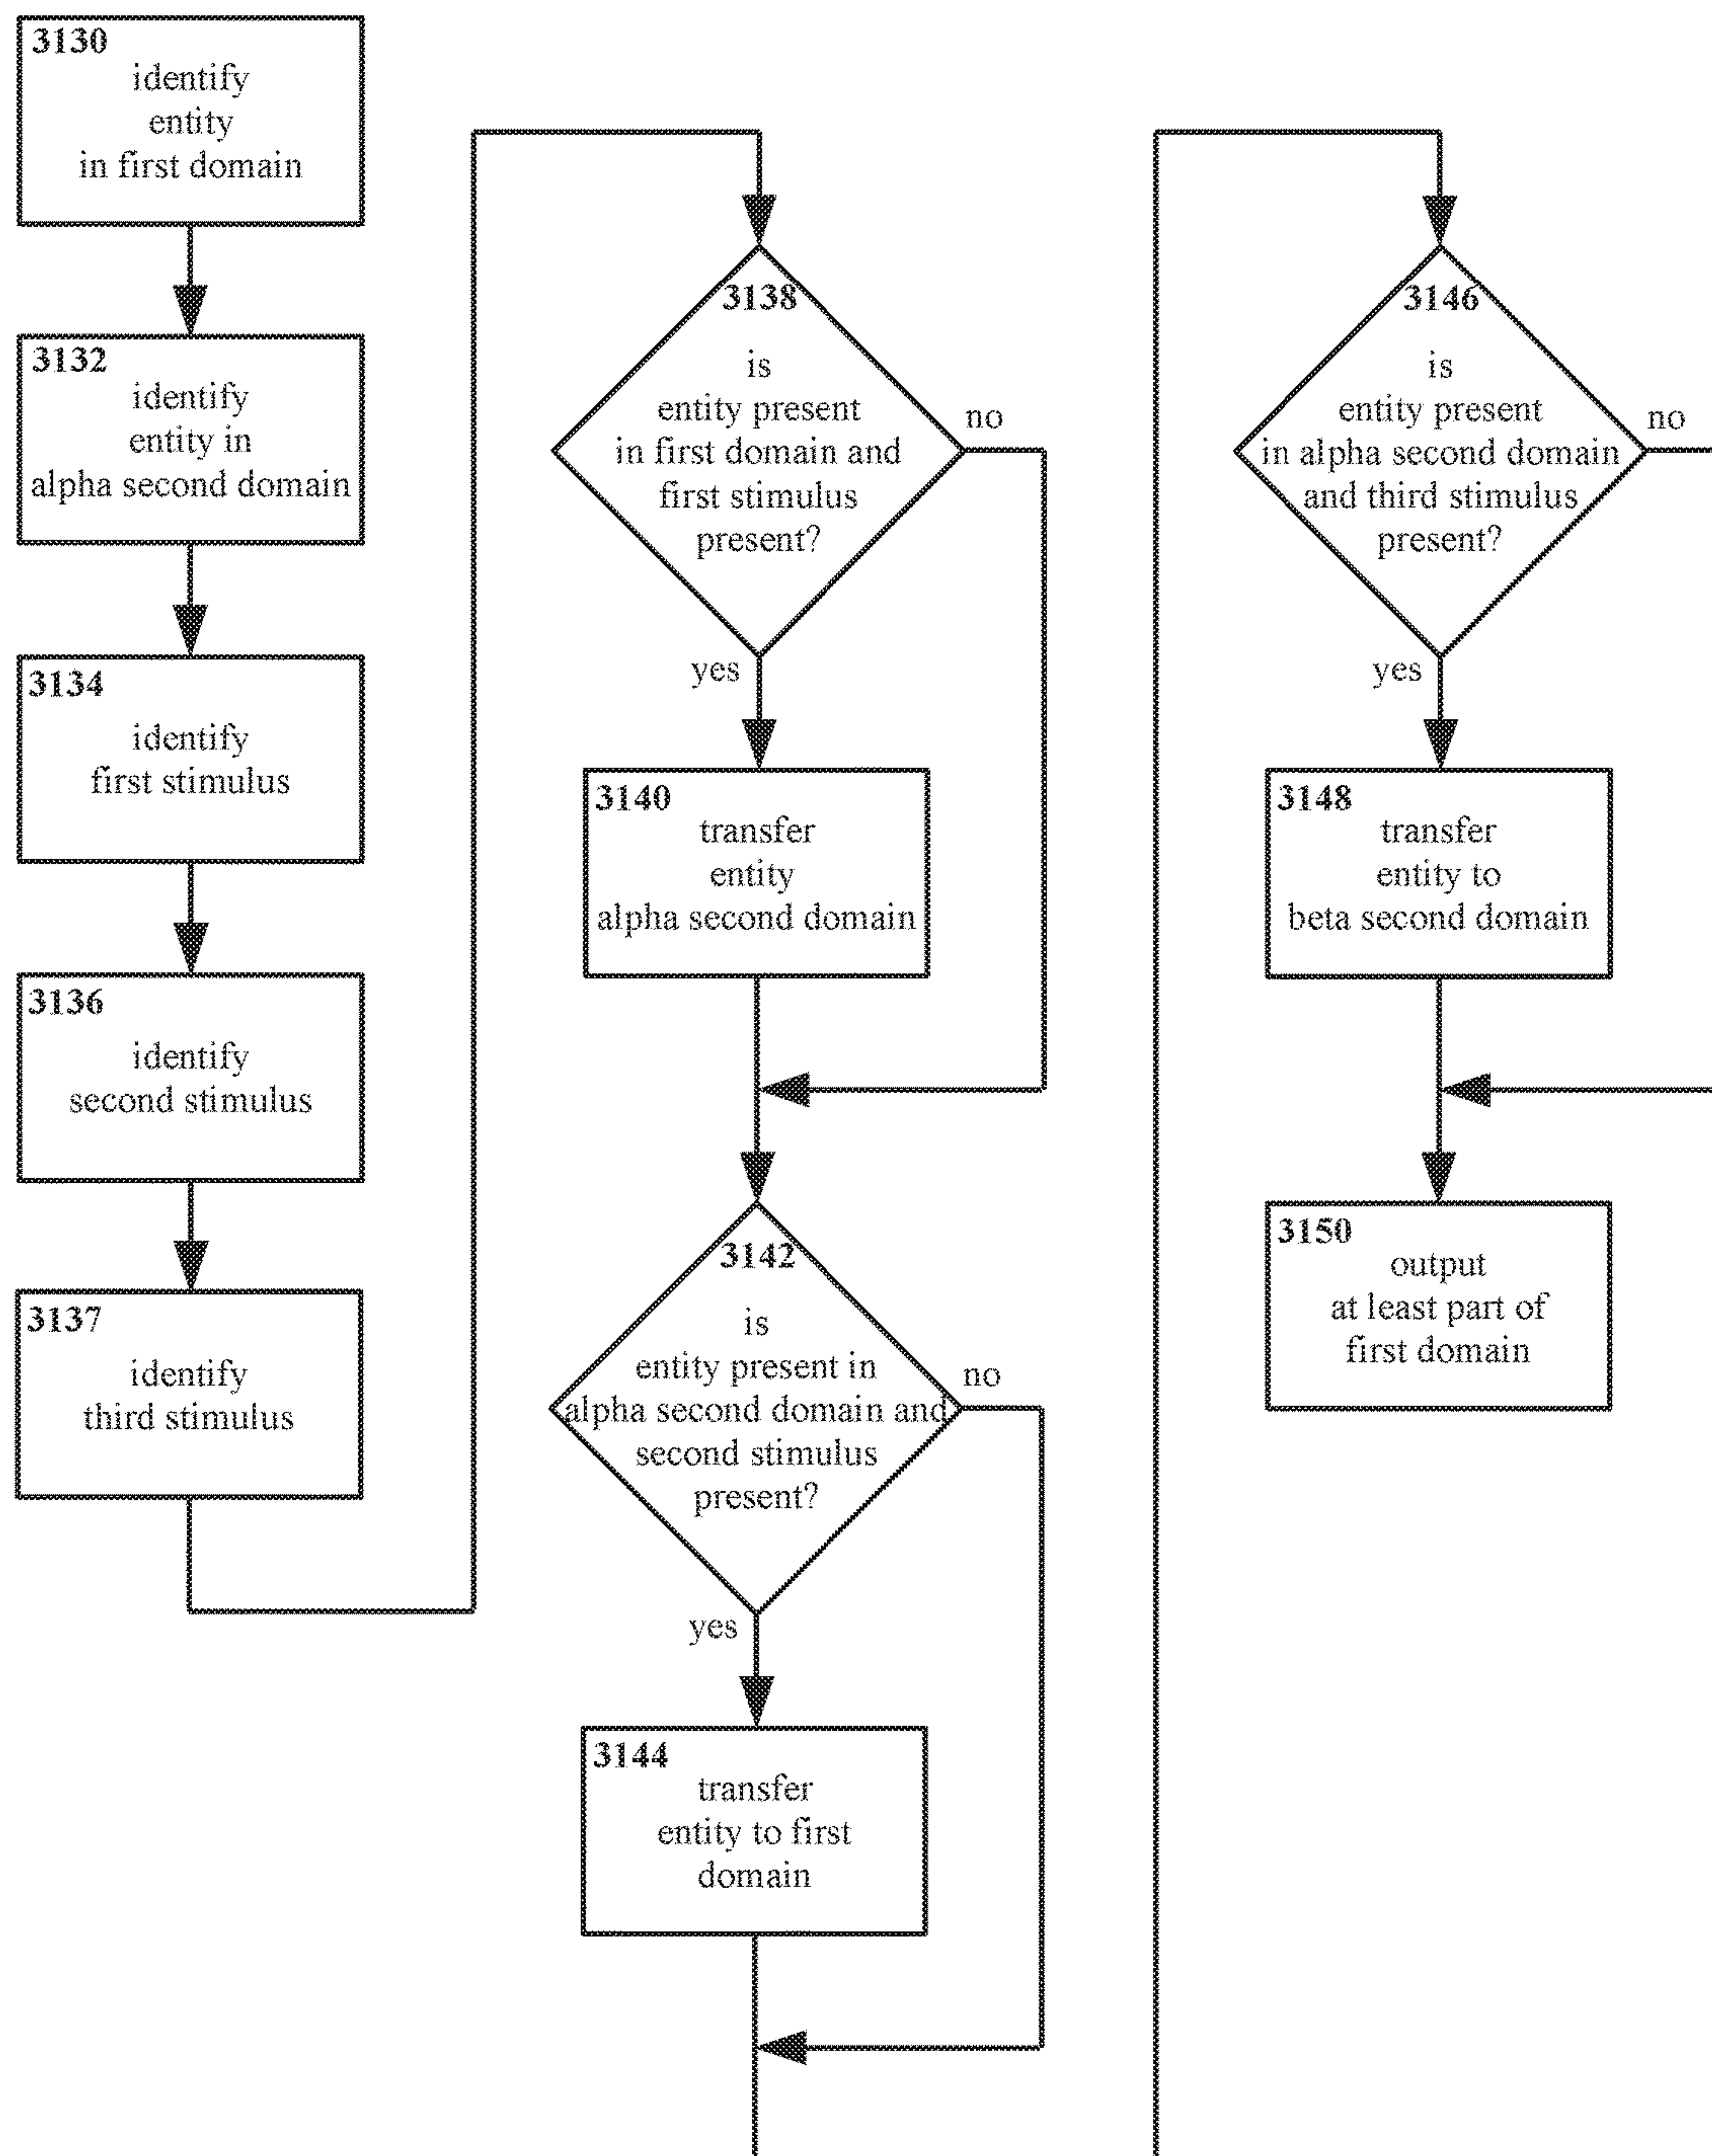 3130
identify
entity
in first domain
3132
identify
entity in
alpha second domain
3134
identify
first stimulus
3136
identify
second stimulus
3137
identify
third stimulus
3138
is
entity present
in first domain and
first stimulus
present?
no
yes
3140
transfer
entity
alpha second domain
3142
is
entity present in
alpha second domain and
second stimulus
present?
no
yes
3144
transfer
entity to first
domain
3146
is
entity present
in alpha second domain
and third stimulus
present?
no
yes
3148
transfer
entity to
beta second domain
3150
output
at least part of
first domain